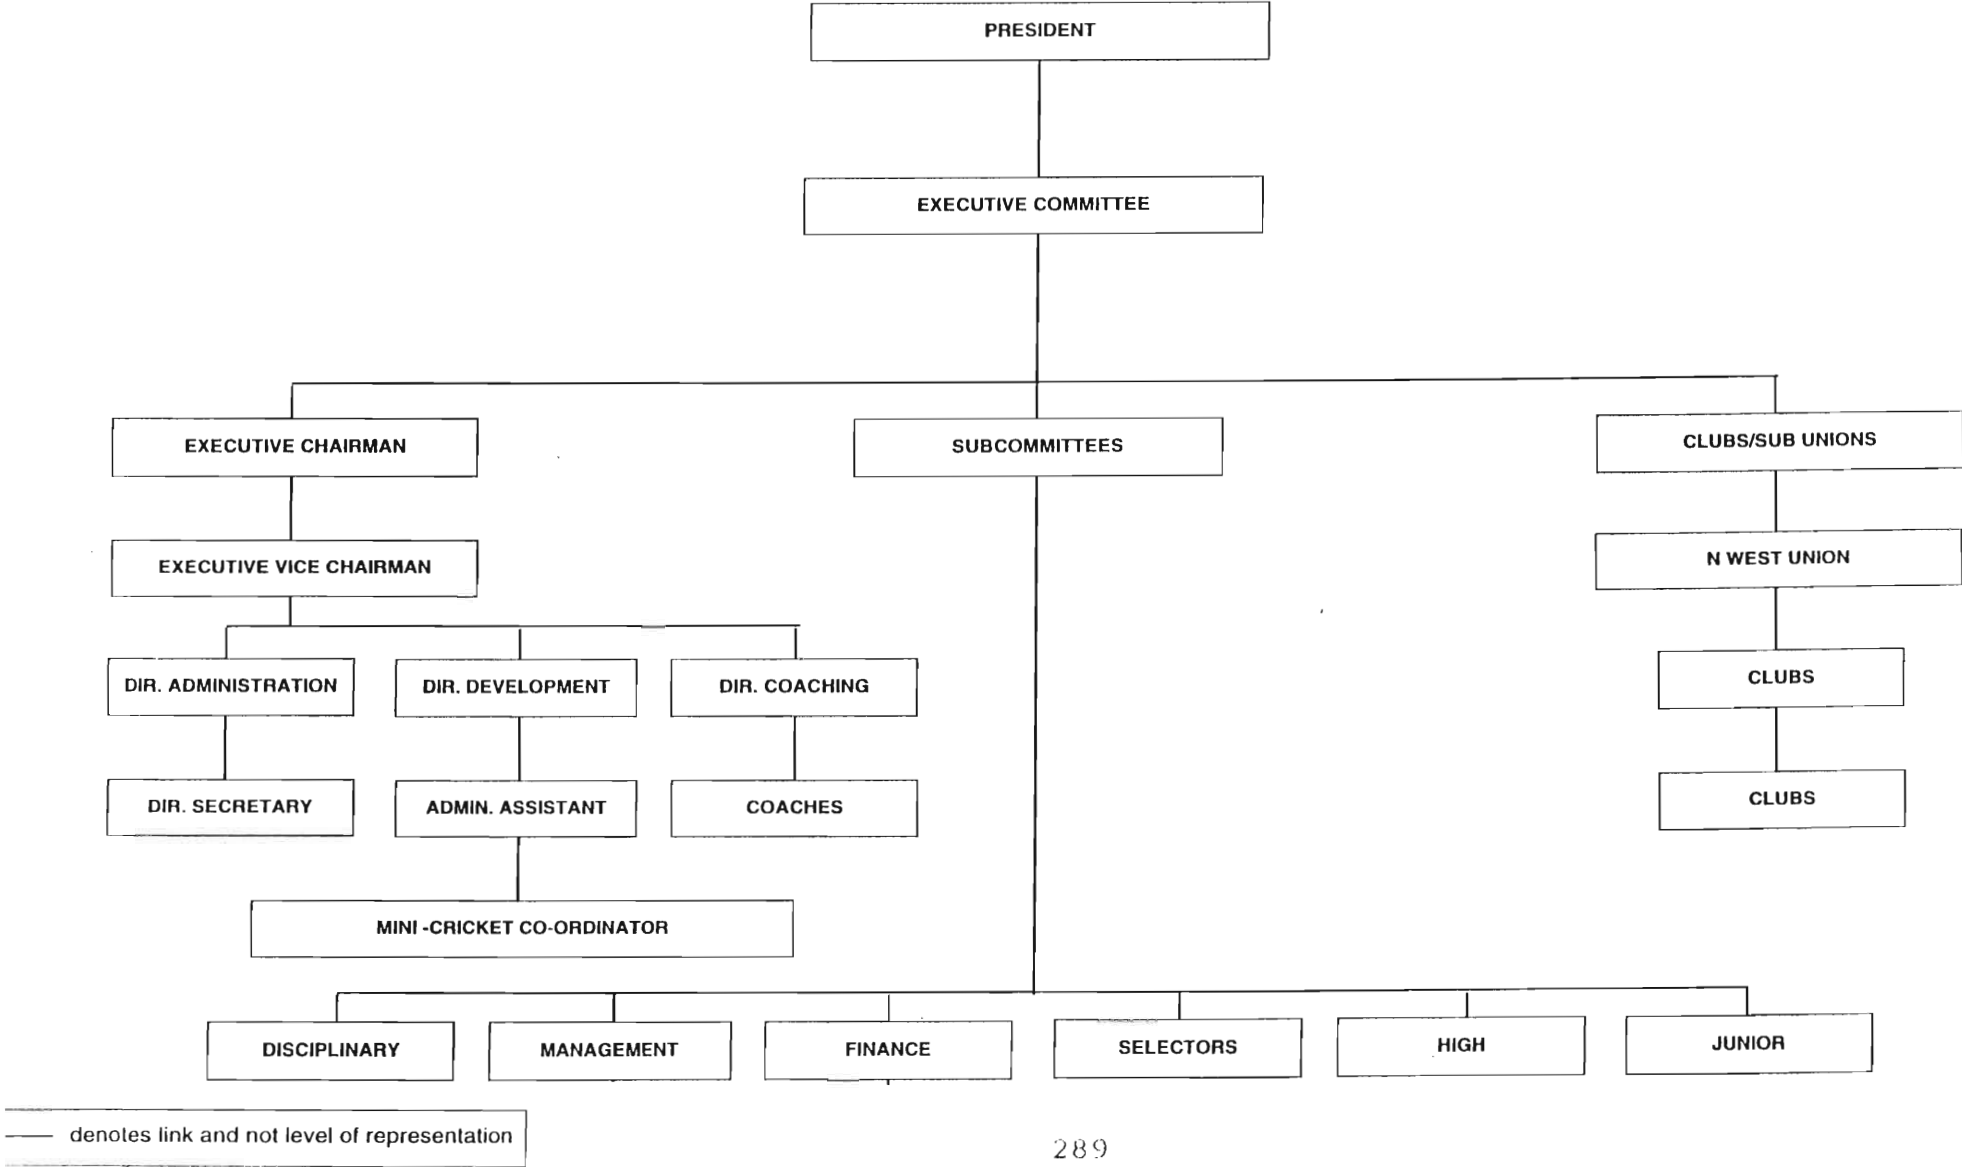 PRESIDENT
EXECUTIVE COMMITTEE
EXECUTIVE CHAIRMAN
SUBCOMMITTEES
CLUBS/SUB UNIONS
EXECUTIVE VICE CHAIRMAN
N WEST UNION
DIR. ADMINISTRATION
DIR. DEVELOPMENT
DIR. COACHING
CLUBS
DIR. SECRETARY
ADMIN. ASSISTANT
COACHES
CLUBS
MINI -CRICKET CO-ORDINATOR
DISCIPLINARY
MANAGEMENT
FINANCE
SELECTORS
HIGH
JUNIOR
denotes link and not level of representation
289